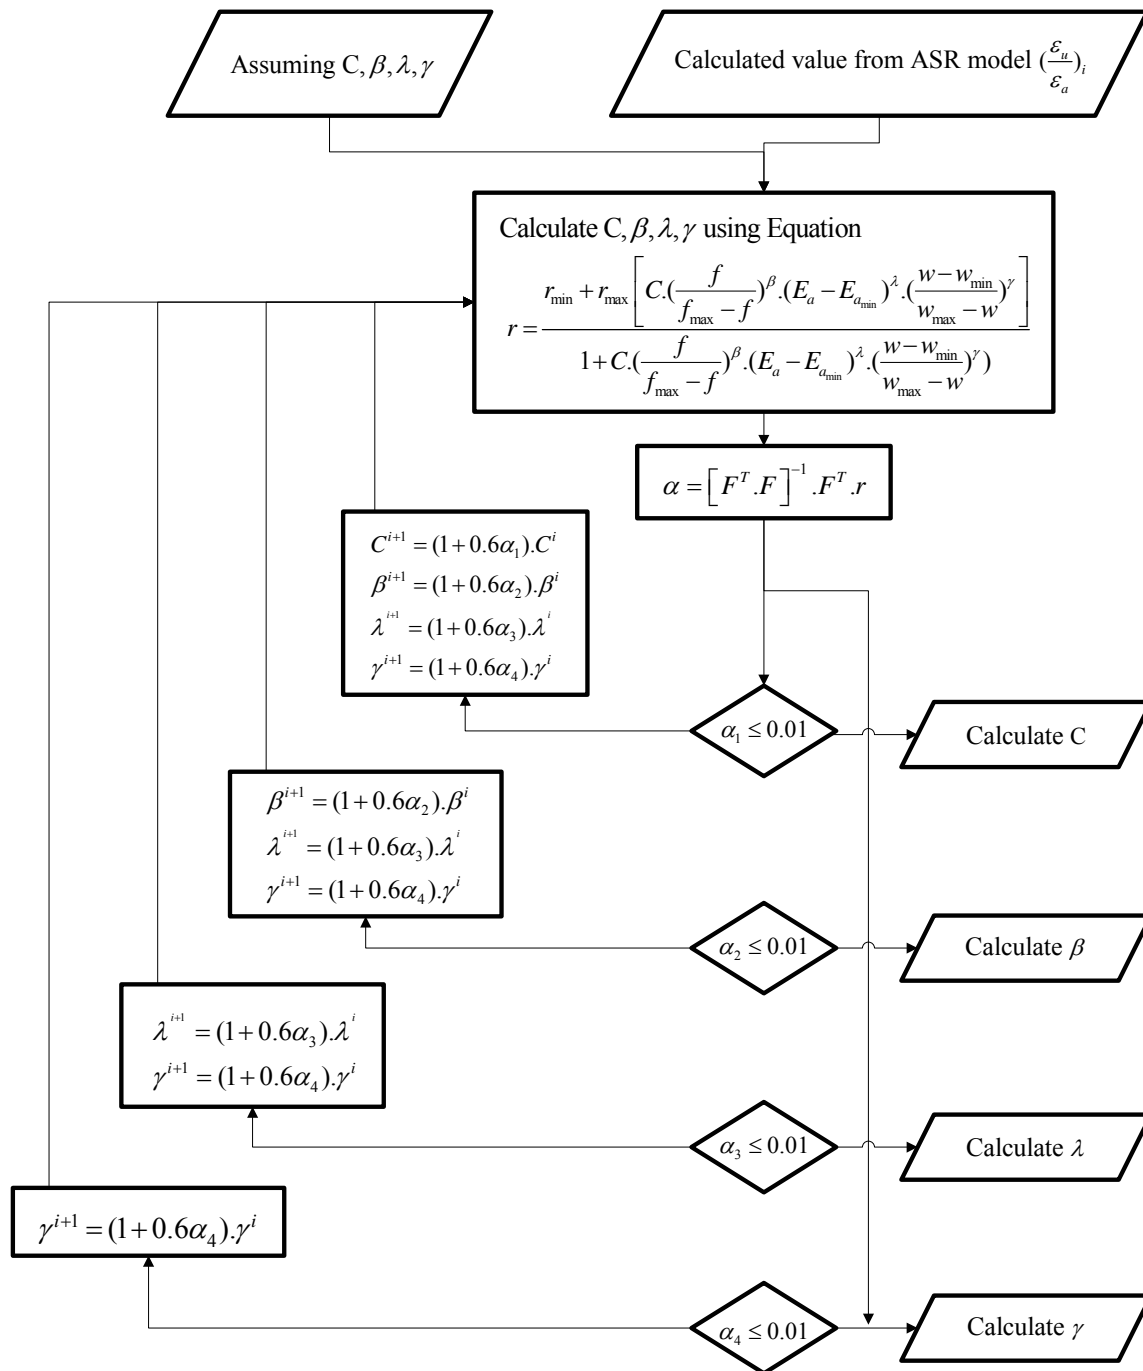 Assuming C, β, λ, γ
Calculated value from ASR model (ε_u/ε_a)_i
Calculate C, β, λ, γ using Equation
r = (r_min + r_max[C.(f/(f_max − f))^β.(E_a − E_{a_min})^λ.((w − w_min)/(w_max − w))^γ]) / (1 + C.(f/(f_max − f))^β.(E_a − E_{a_min})^λ.((w − w_min)/(w_max − w))^γ)
α = [F^T.F]^−1.F^T.r
C^{i+1} = (1+0.6α_1).C^i
β^{i+1} = (1+0.6α_2).β^i
λ^{i+1} = (1+0.6α_3).λ^i
γ^{i+1} = (1+0.6α_4).γ^i
α_1 ≤ 0.01
Calculate C
β^{i+1} = (1+0.6α_2).β^i
λ^{i+1} = (1+0.6α_3).λ^i
γ^{i+1} = (1+0.6α_4).γ^i
α_2 ≤ 0.01
Calculate β
λ^{i+1} = (1+0.6α_3).λ^i
γ^{i+1} = (1+0.6α_4).γ^i
α_3 ≤ 0.01
Calculate λ
γ^{i+1} = (1+0.6α_4).γ^i
α_4 ≤ 0.01
Calculate γ